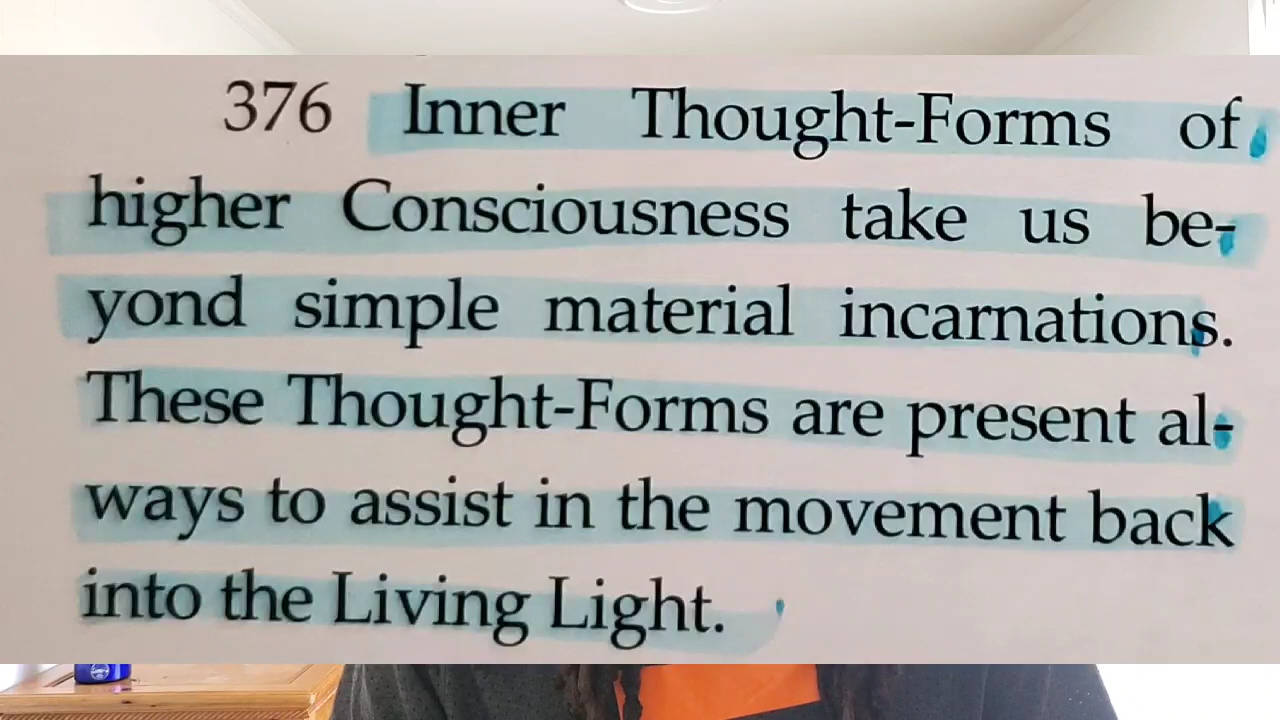 376 Inner Thought-Forms of
higher Consciousness take us be-
yond simple material incarnations.
These Thought-Forms are present al-
ways to assist in the movement back
into the Living Light.